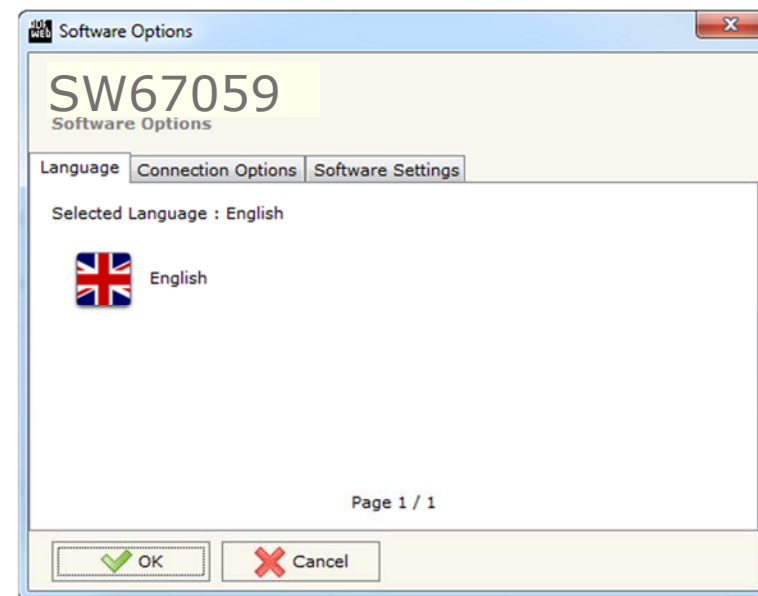 Software Options
SW67059
Software Options
Language Connection Options Software Settings
Selected Language : English
English
Page 1 / 1
OK Cancel